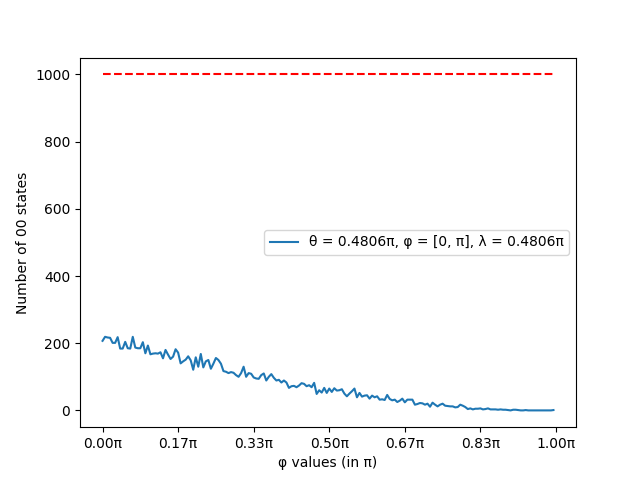 1000
800
600
400
200
0
Number of 00 states
θ = 0.4806π, φ = [0, π], λ = 0.4806π
0.00π 0.17π 0.33π 0.50π 0.67π 0.83π 1.00π
φ values (in π)